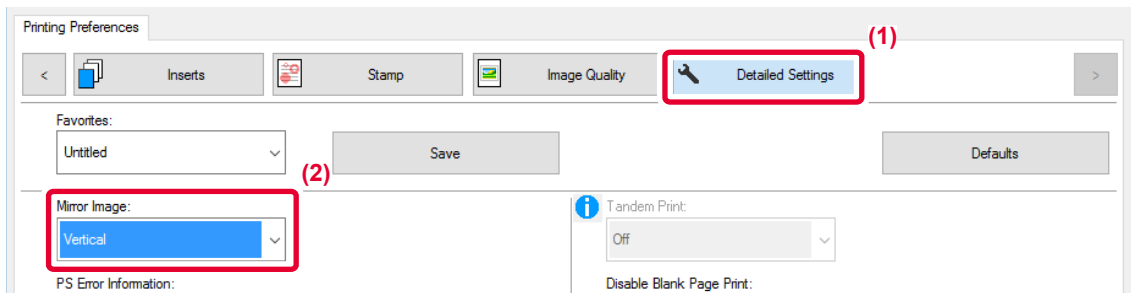 Printing Preferences
(1)
<
Inserts
Stamp
Image Quality
Detailed Settings
>
Favorites:
Untitled
Save
Defaults
(2)
Mirror Image:
Vertical
Tandem Print:
Off
PS Error Information:
Disable Blank Page Print: